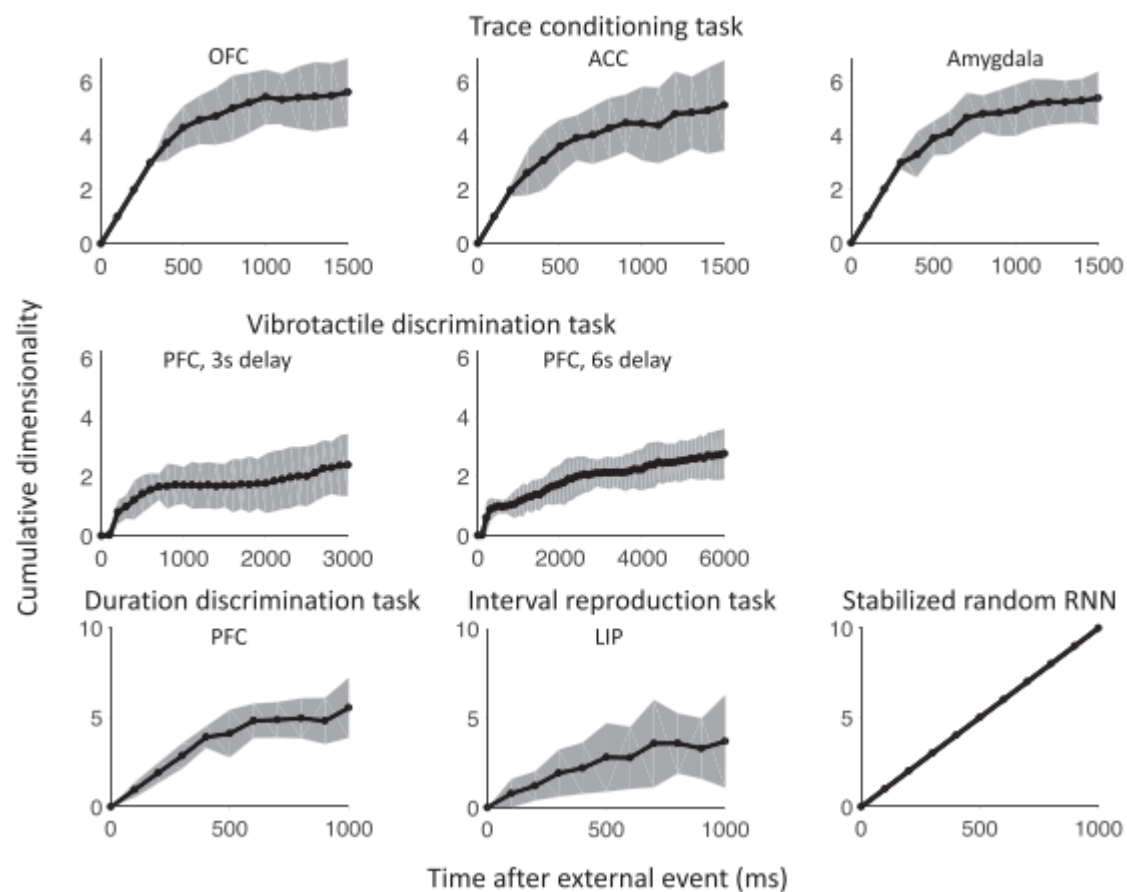 Trace conditioning task
OFC
ACC
Amygdala
6
4
2
0
0 500 1000 1500
6
4
2
0
0 500 1000 1500
6
4
2
0
0 500 1000 1500
Cumulative dimensionality
Vibrotactile discrimination task
PFC, 3s delay
PFC, 6s delay
6
4
2
0
0 1000 2000 3000
6
4
2
0
0 2000 4000 6000
Duration discrimination task
PFC
10
5
0
0 500 1000
Interval reproduction task
LIP
10
5
0
0 500 1000
Stabilized random RNN
10
5
0
0 500 1000
Time after external event (ms)